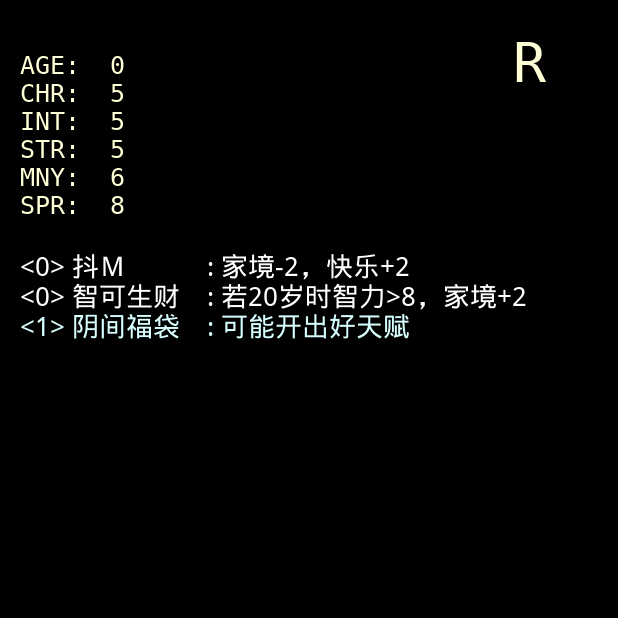 R
AGE: 0
CHR: 5
INT: 5
STR: 5
MNY: 6
SPR: 8
<0> 抖M : 家境-2，快乐+2
<0> 智可生财 : 若20岁时智力>8，家境+2
<1> 阴间福袋 : 可能开出好天赋